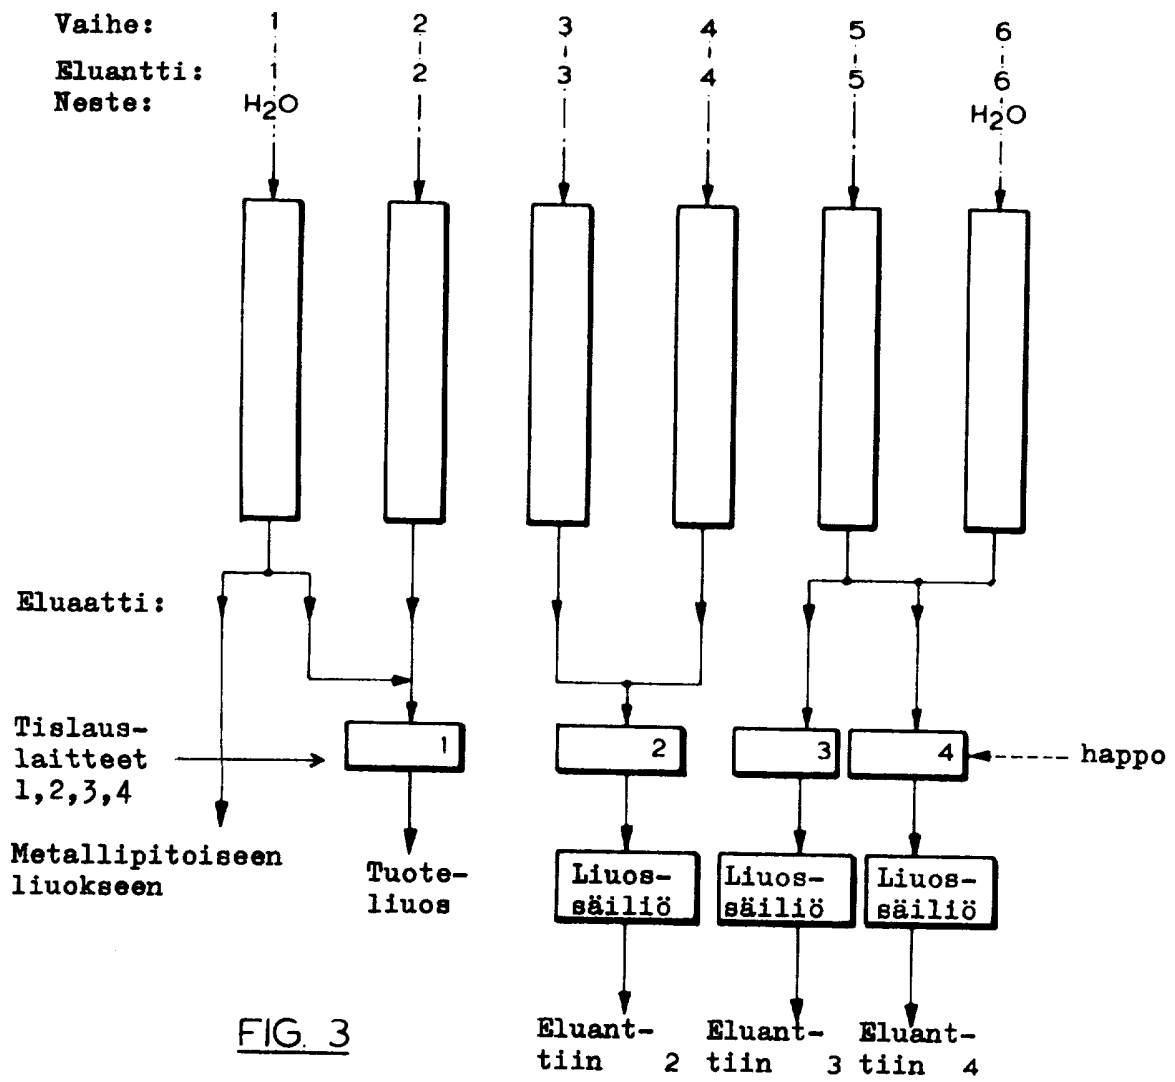 Vaihe: 1 2 3 4 5 6
Eluantti: 1 2 3 4 5 6
Neste: H2O H2O
Eluaatti:
Tislaus-
laitteet
1,2,3,4
1 2 3 4 happo
Metallipitoiseen
liuokseen
Tuote-
liuos
Liuos-
säiliö
Liuos-
säiliö
Liuos-
säiliö
Eluant-
tiin 2
Eluant-
tiin 3
Eluant-
tiin 4
FIG. 3